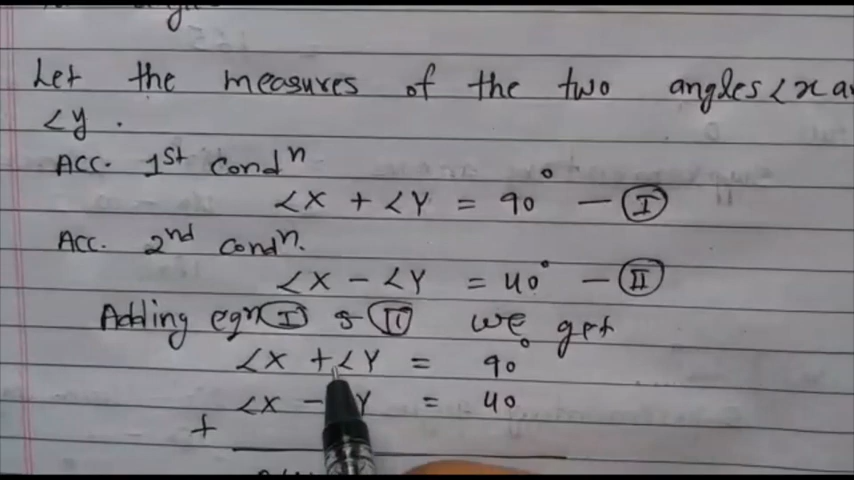 Let the measures of the two angles <x
<y .
Acc. 1st condn
<X + <Y = 90° — I
Acc. 2nd condn.
<X - <Y = 40° — II
Adding eqn I & II we get
<X + <Y = 90°
<X - Y = 40
+